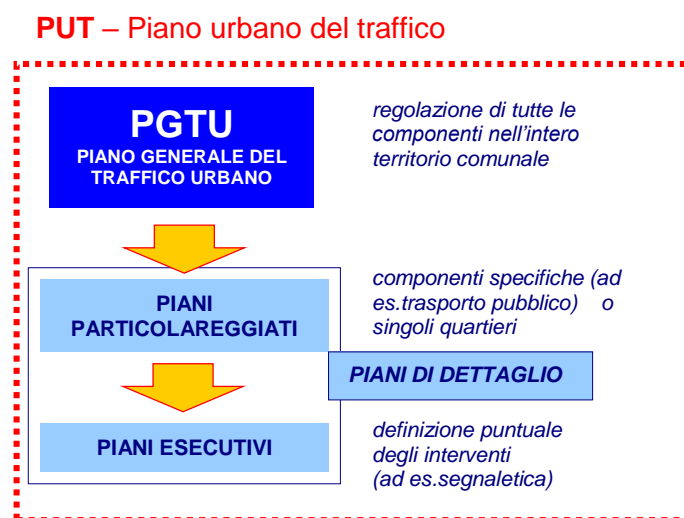 PUT – Piano urbano del traffico
PGTU
PIANO GENERALE DEL
TRAFFICO URBANO
regolazione di tutte le
componenti nell'intero
territorio comunale
PIANI
PARTICOLAREGGIATI
componenti specifiche (ad
es.trasporto pubblico) o
singoli quartieri
PIANI DI DETTAGLIO
PIANI ESECUTIVI
definizione puntuale
degli interventi
(ad es.segnaletica)